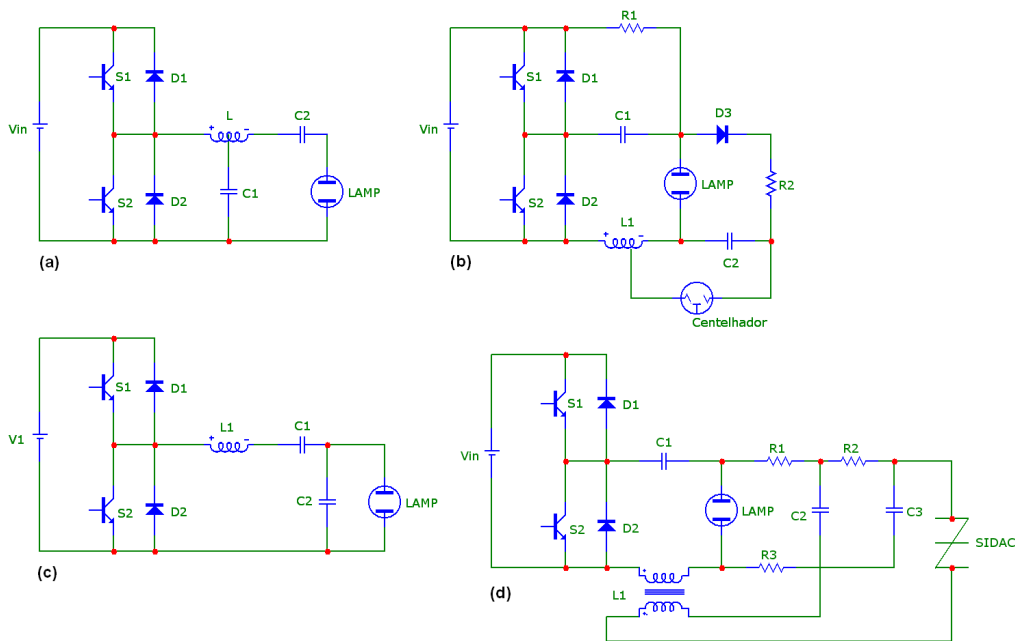 Vin
S1
D1
L
C2
S2
D2
C1
LAMP
+
-
(a)
R1
Vin
S1
D1
C1
D3
S2
D2
LAMP
R2
L1
+
-
C2
Centelhador
(b)
V1
S1
D1
L1
+
-
C1
S2
D2
C2
LAMP
(c)
Vin
S1
D1
C1
R1
R2
S2
D2
LAMP
C2
C3
SIDAC
R3
L1
+
+
(d)